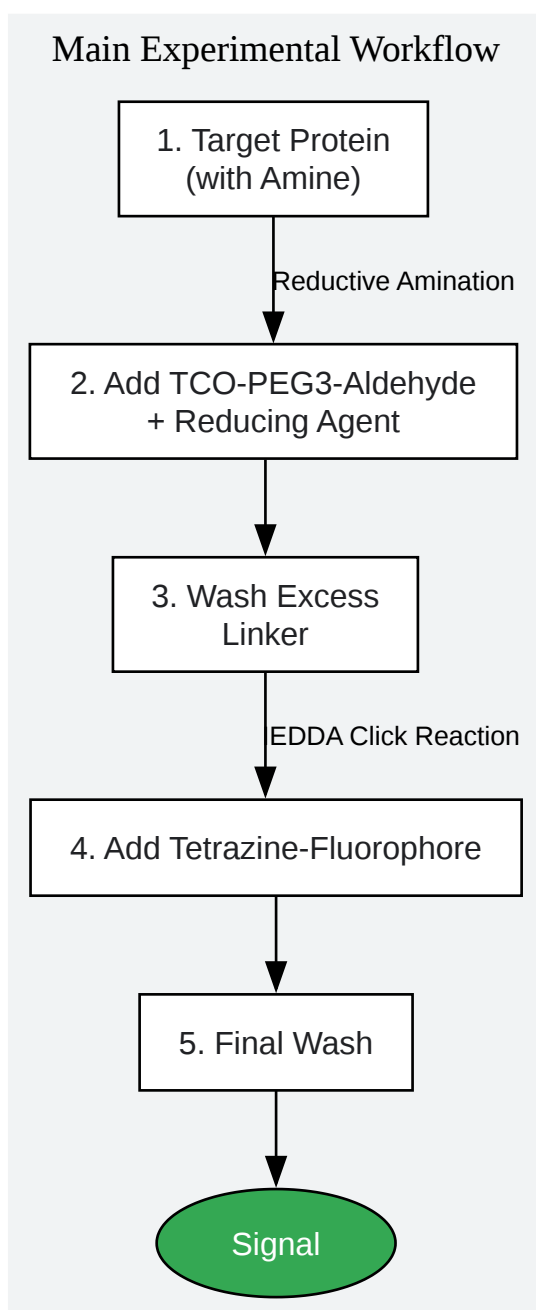 Main Experimental Workflow
1. Target Protein
(with Amine)
Reductive Amination
2. Add TCO-PEG3-Aldehyde
+ Reducing Agent
3. Wash Excess
Linker
IEDDA Click Reaction
4. Add Tetrazine-Fluorophore
5. Final Wash
Signal